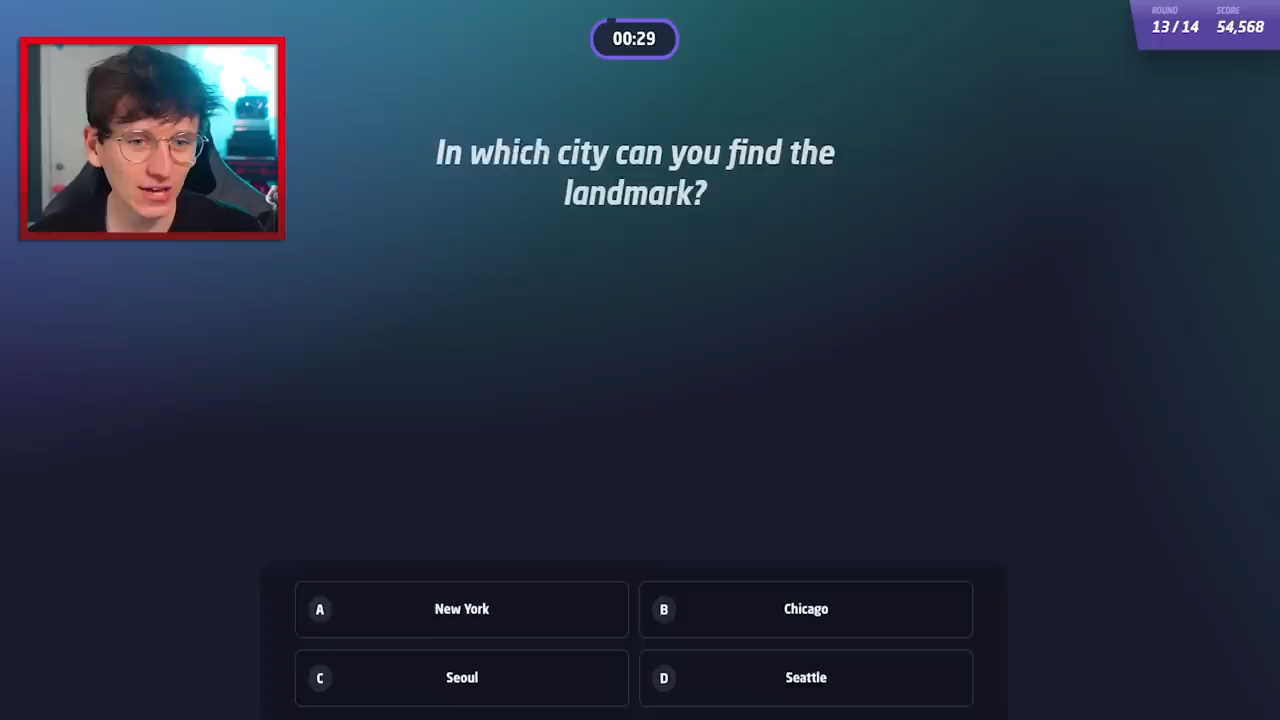 00:29
ROUND SCORE
13 / 14 54,568
In which city can you find the
landmark?
A New York
B Chicago
C Seoul
D Seattle